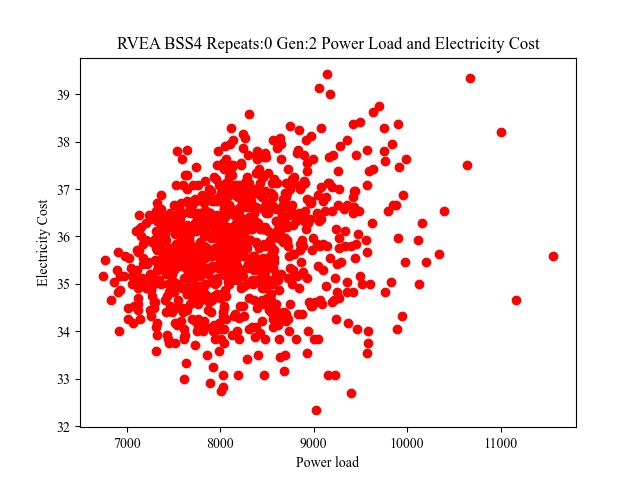 RVEA BSS4 Repeats:0 Gen:2 Power Load and Electricity Cost
39
38
37
36
35
34
33
32
Electricity Cost
7000 8000 9000 10000 11000
Power load